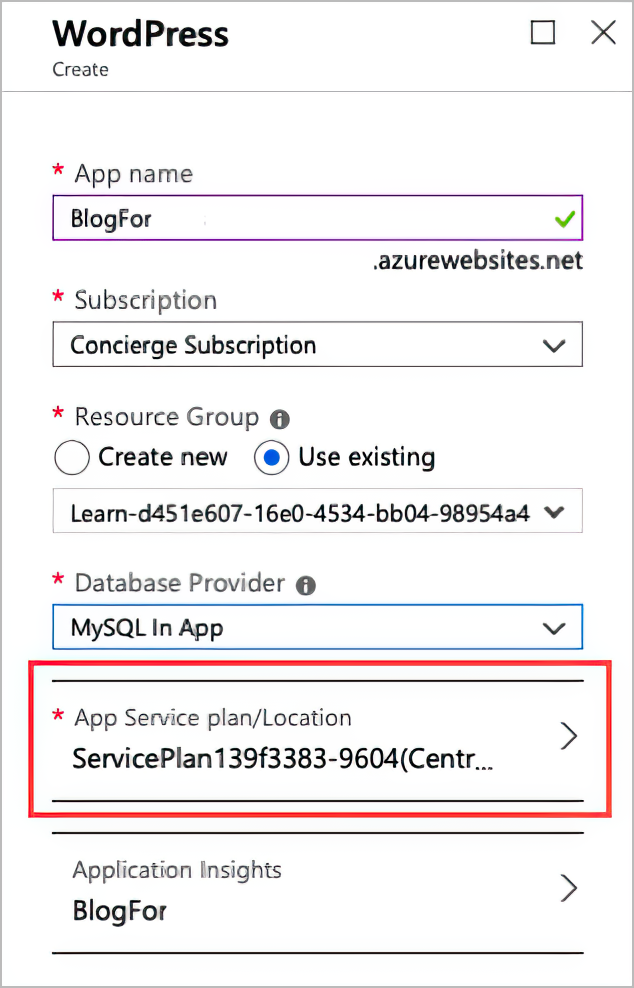 WordPress
Create
* App name
BlogFor
.azurewebsites.net
* Subscription
Concierge Subscription
* Resource Group
Create new Use existing
Learn-d451e607-16e0-4534-bb04-98954a4
* Database Provider
MySQL In App
* App Service plan/Location
ServicePlan139f3383-9604(Centr...
Application Insights
BlogFor